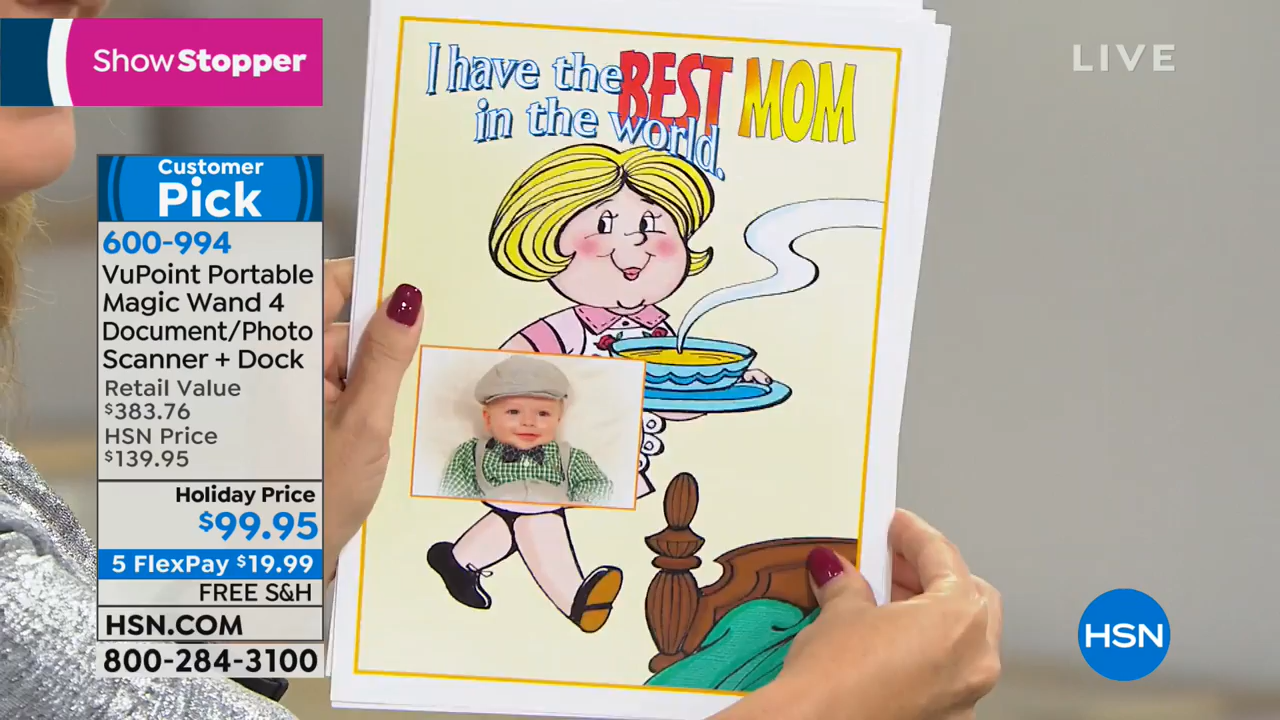 Show Stopper
LIVE
I have the BEST MOM
in the world.
Customer
Pick
600-994
VuPoint Portable
Magic Wand 4
Document/Photo
Scanner + Dock
Retail Value
$383.76
HSN Price
$139.95
Holiday Price
$99.95
5 FlexPay $19.99
FREE S&H
HSN.COM
800-284-3100
HSN